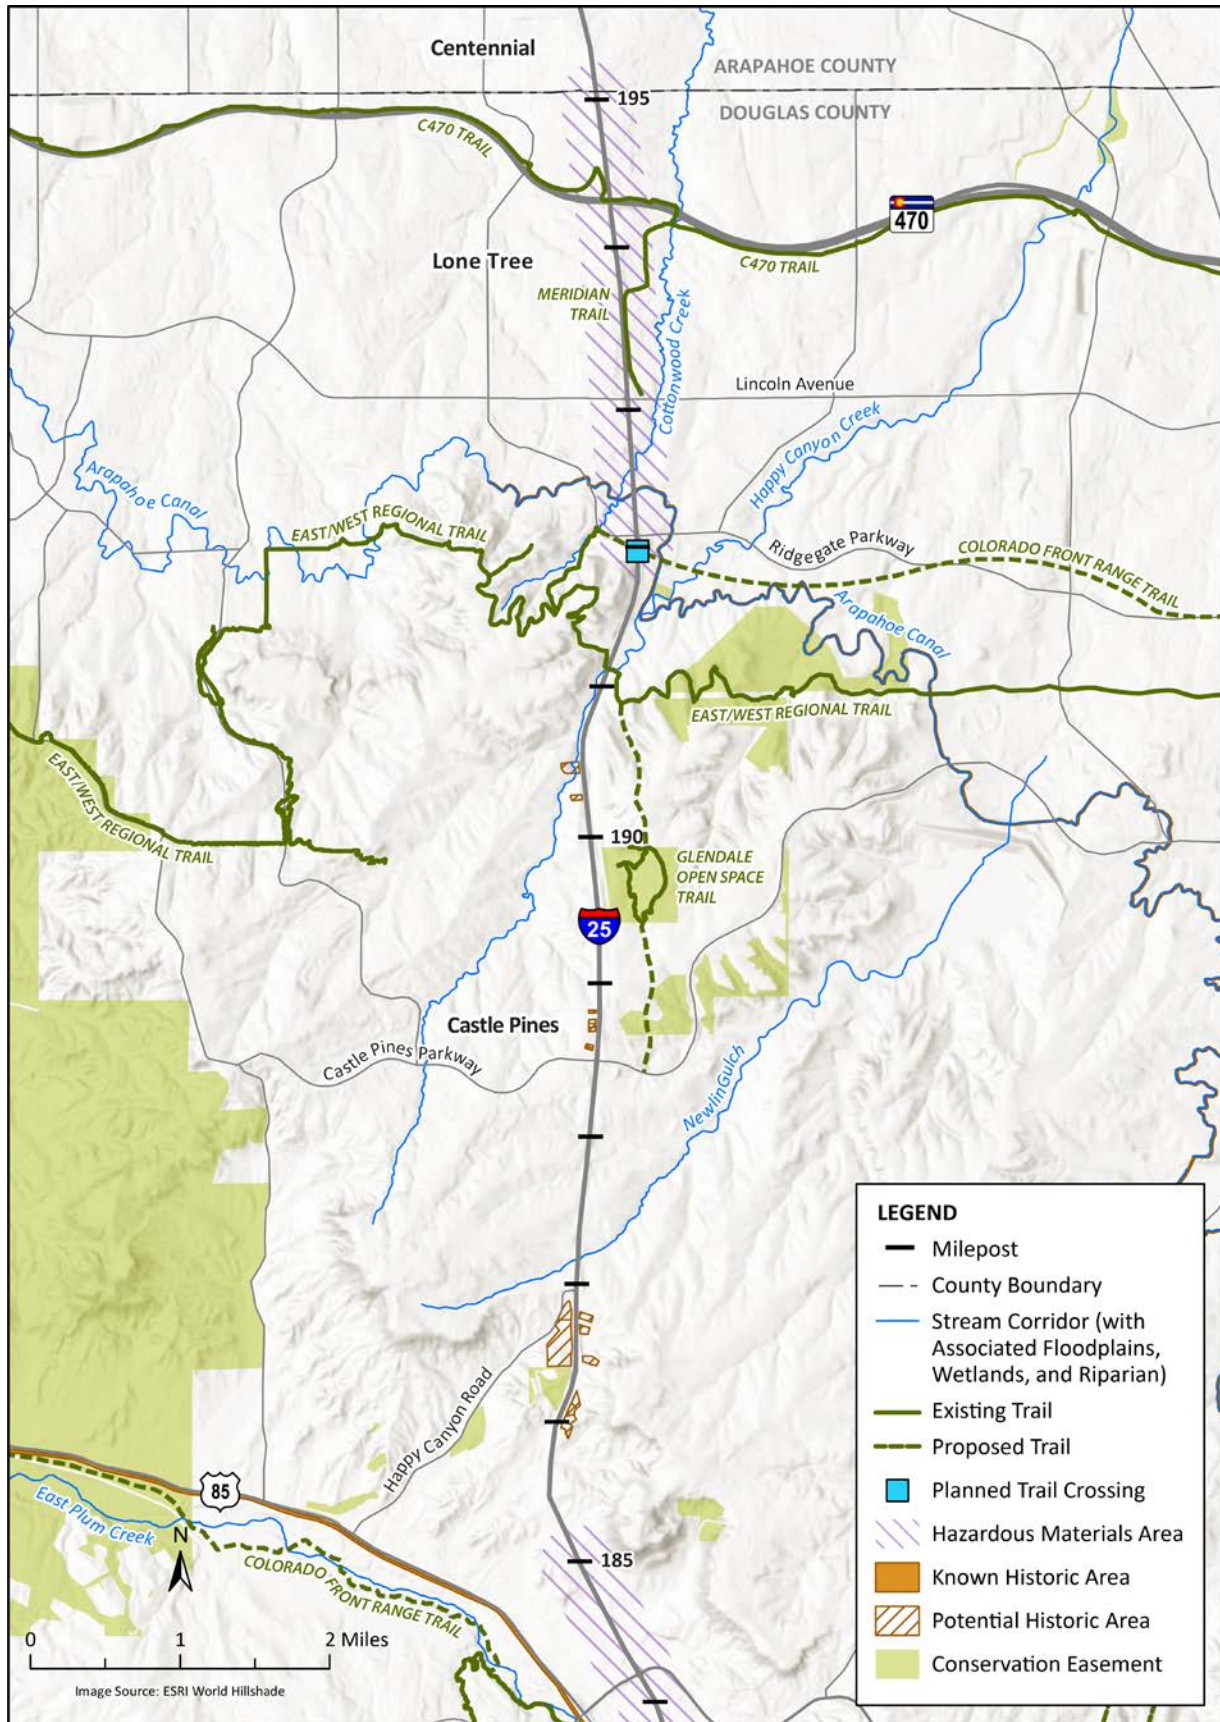 Centennial
ARAPAHOE COUNTY
195
DOUGLAS COUNTY
C470 TRAIL
470
Lone Tree
C470 TRAIL
MERIDIAN
TRAIL
Cottonwood Creek
Lincoln Avenue
Happy Canyon Creek
Arapahoe Canal
EAST/WEST REGIONAL TRAIL
Ridgegate Parkway
COLORADO FRONT RANGE TRAIL
Arapahoe Canal
EAST/WEST REGIONAL TRAIL
EAST/WEST REGIONAL TRAIL
190
GLENDALE
OPEN SPACE
TRAIL
25
Castle Pines
Castle Pines Parkway
NewlinGulch
Happy Canyon Road
85
East Plum Creek
N
COLORADO FRONT RANGE TRAIL
185
0 1 2 Miles
Image Source: ESRI World Hillshade
LEGEND
Milepost
County Boundary
Stream Corridor (with
Associated Floodplains,
Wetlands, and Riparian)
Existing Trail
Proposed Trail
Planned Trail Crossing
Hazardous Materials Area
Known Historic Area
Potential Historic Area
Conservation Easement